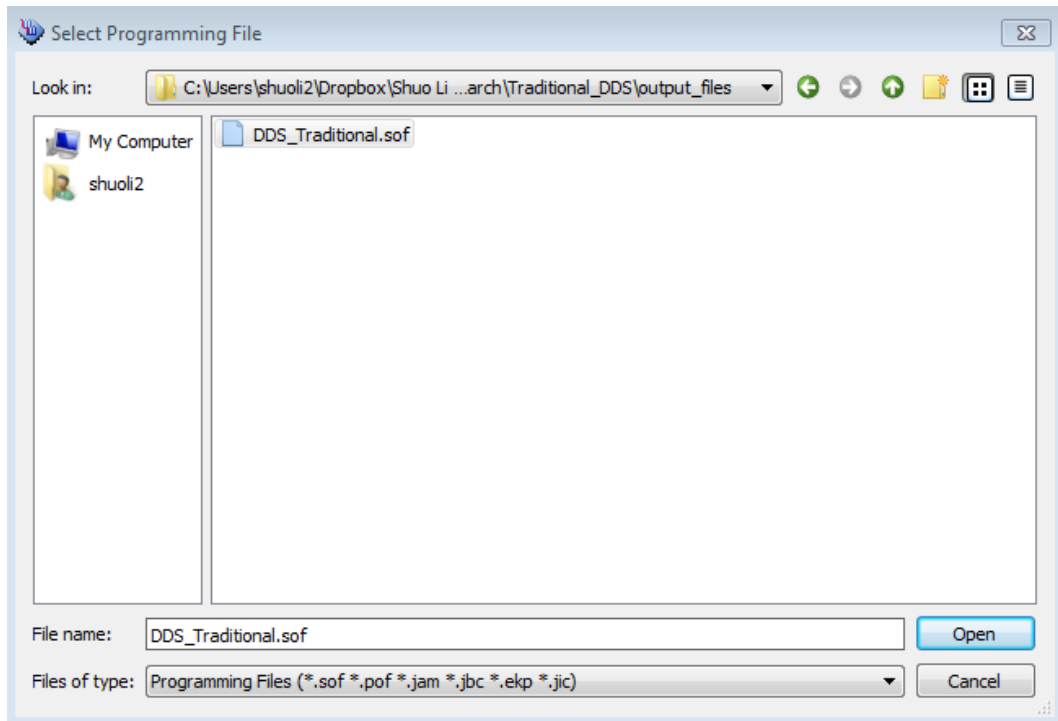 Select Programming File
Look in: C:\Users\shuoli2\Dropbox\Shuo Li ...arch\Traditional_DDS\output_files
My Computer
shuoli2
DDS_Traditional.sof
File name: DDS_Traditional.sof Open
Files of type: Programming Files (*.sof *.pof *.jam *.jbc *.ekp *.jic) Cancel